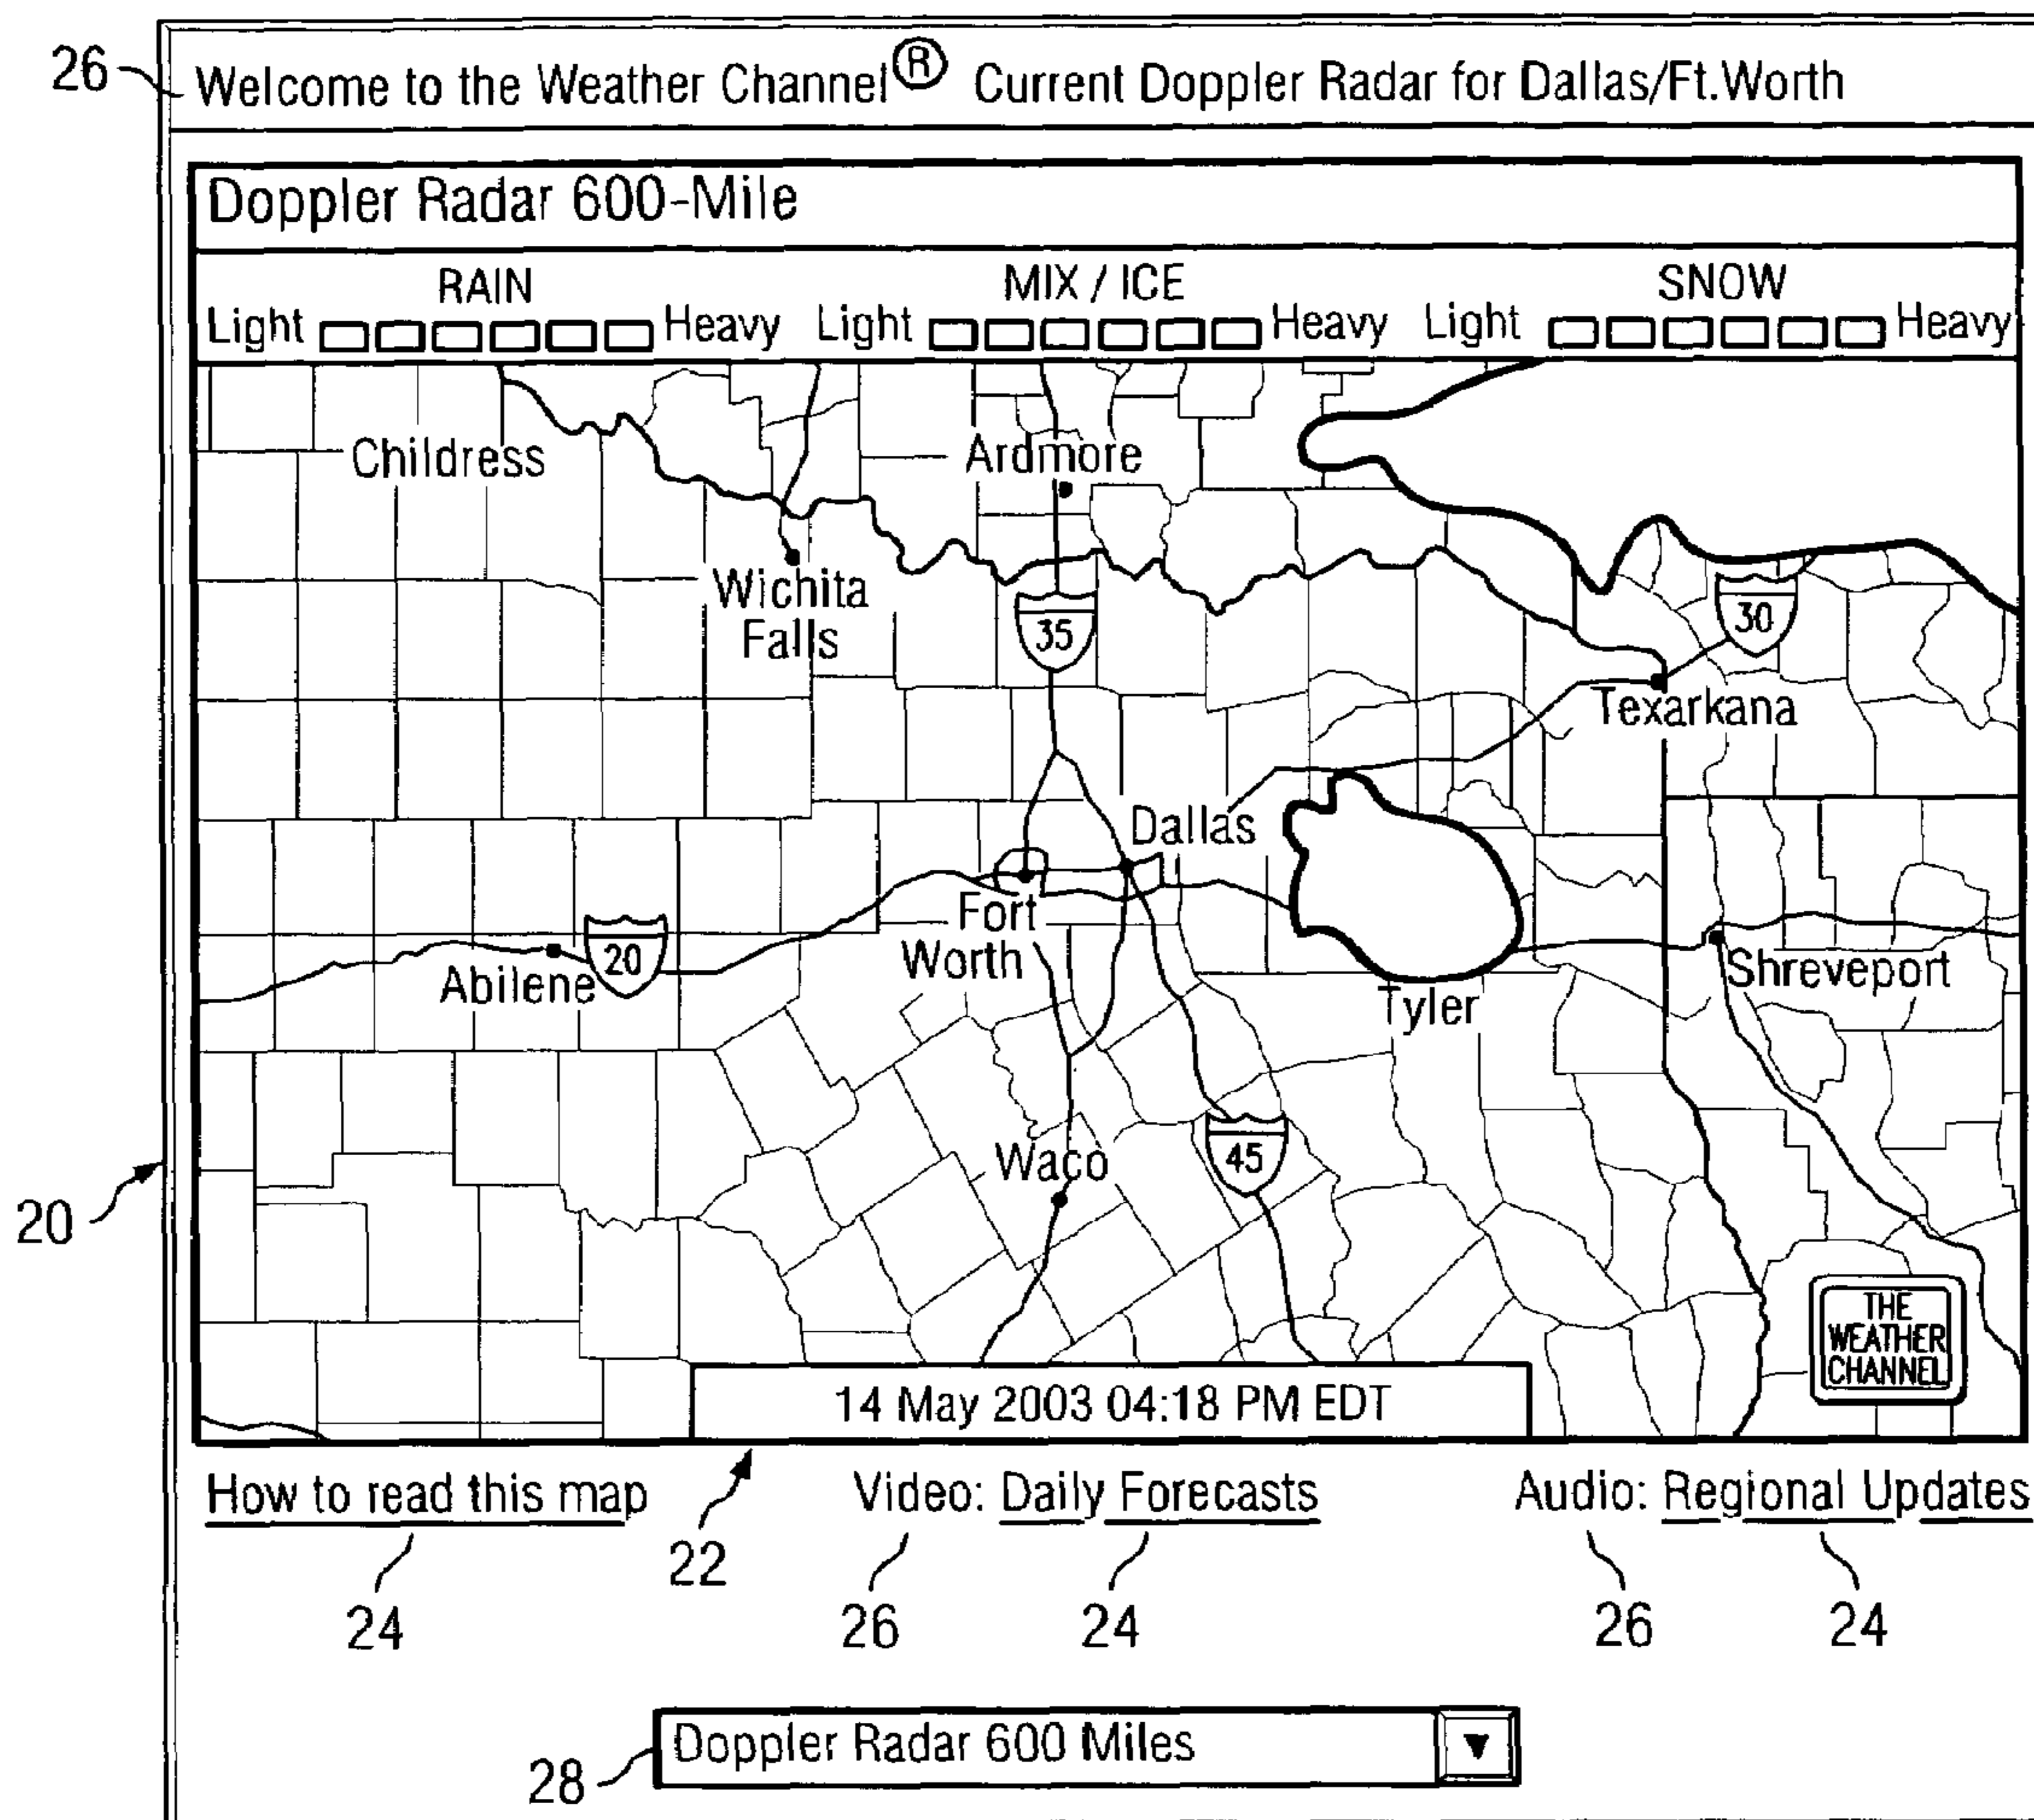 26
Welcome to the Weather Channel® Current Doppler Radar for Dallas/Ft.Worth
Doppler Radar 600-Mile
RAIN MIX / ICE SNOW
Light Heavy Light Heavy Light Heavy
Childress
Ardmore
Wichita
Falls
35
30
Texarkana
Dallas
Fort
Worth
20
Abilene
Shreveport
Tyler
Waco
45
20
THE
WEATHER
CHANNEL
14 May 2003 04:18 PM EDT
How to read this map Video: Daily Forecasts Audio: Regional Updates
22
24 26 24 26 24
Doppler Radar 600 Miles
28